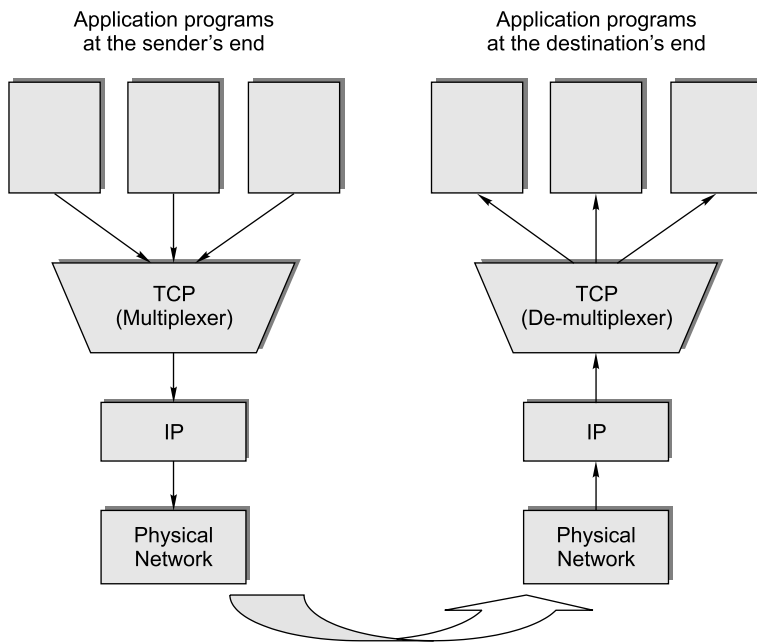 Application programs
at the sender’s end
Application programs
at the destination’s end
TCP
(Multiplexer)
TCP
(De-multiplexer)
IP
IP
Physical
Network
Physical
Network